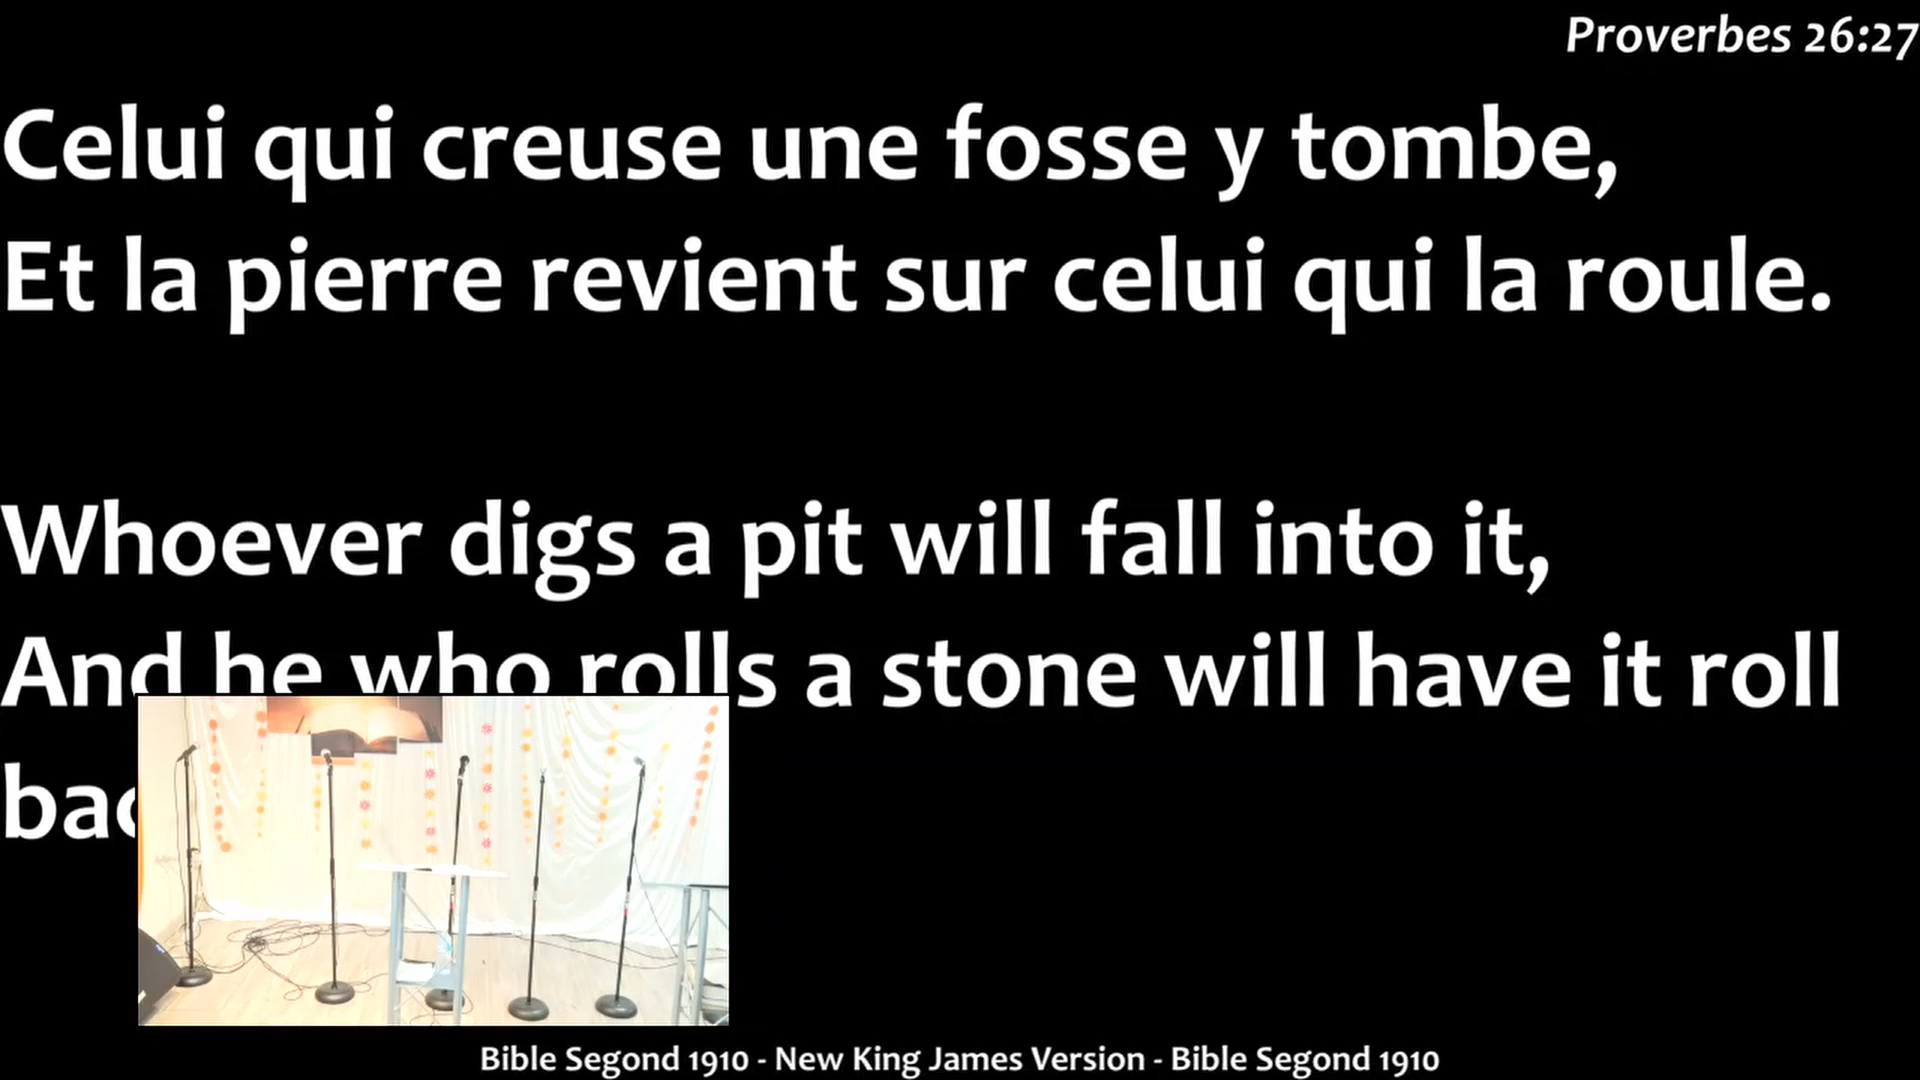 Proverbes 26:27
Celui qui creuse une fosse y tombe,
Et la pierre revient sur celui qui la roule.
Whoever digs a pit will fall into it,
And he who rolls a stone will have it roll
Bible Segond 1910 - New King James Version - Bible Segond 1910